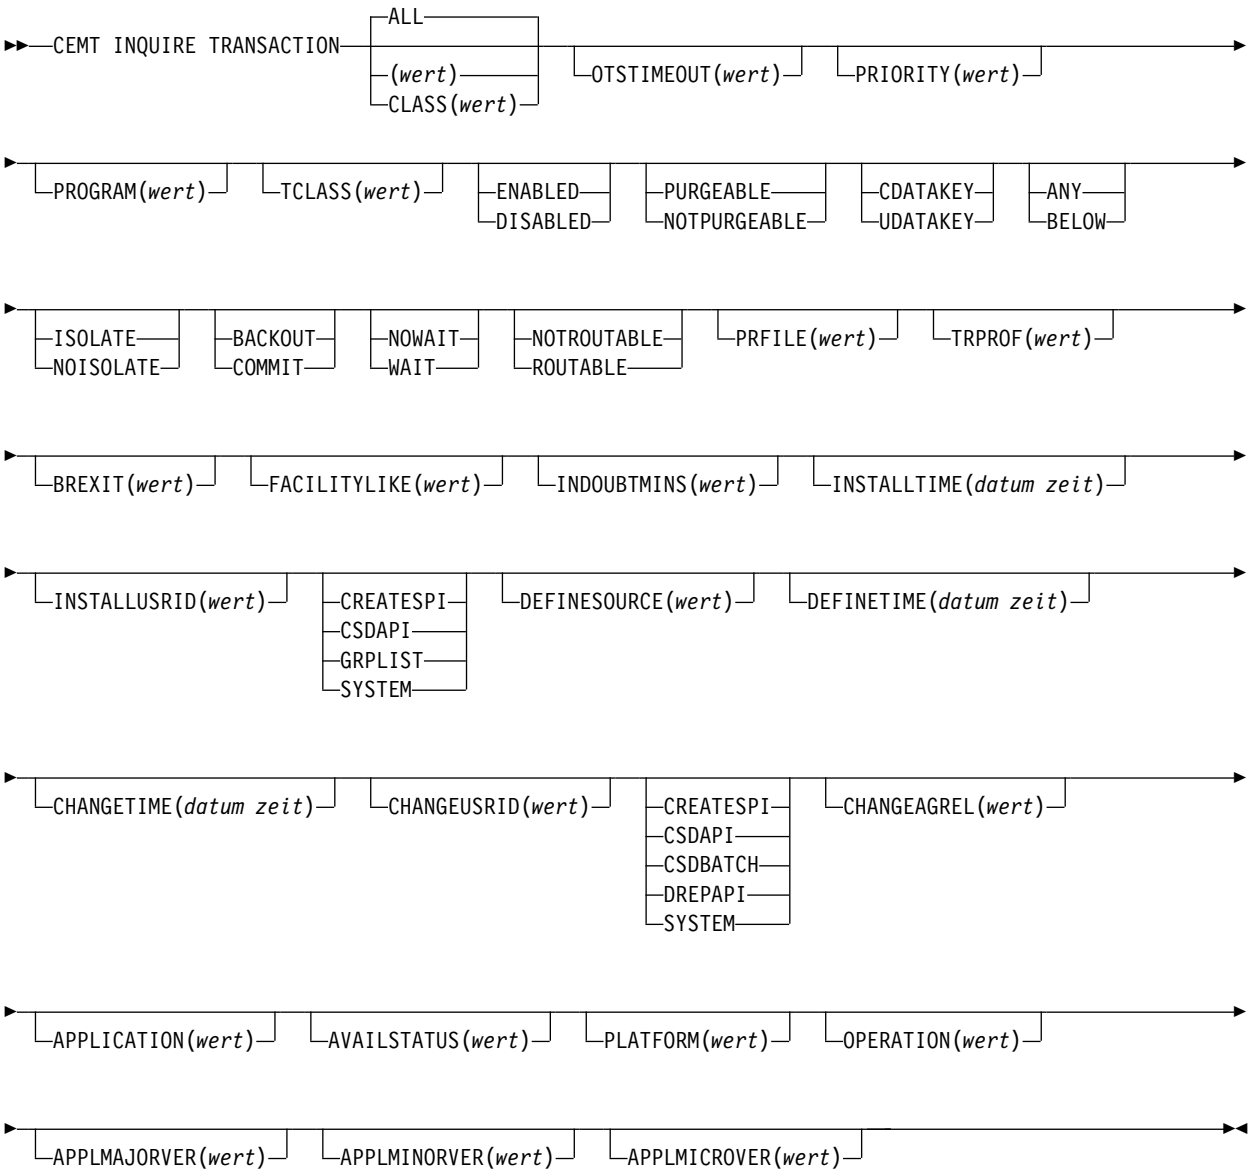 ALL
CEMT INQUIRE TRANSACTION
(wert)
CLASS(wert)
OTSTIMEOUT(wert)
PRIORITY(wert)
PROGRAM(wert)
TCLASS(wert)
ENABLED
DISABLED
PURGEABLE
NOTPURGEABLE
CDATAKEY
UDATAKEY
ANY
BELOW
ISOLATE
NOISOLATE
BACKOUT
COMMIT
NOWAIT
WAIT
NOTROUTABLE
ROUTABLE
PRFILE(wert)
TRPROF(wert)
BREXIT(wert)
FACILITYLIKE(wert)
INDOUBTMINS(wert)
INSTALLTIME(datum zeit)
INSTALLUSRID(wert)
CREATESPI
CSDAPI
GRPLIST
SYSTEM
DEFINESOURCE(wert)
DEFINETIME(datum zeit)
CHANGETIME(datum zeit)
CHANGEUSRID(wert)
CREATESPI
CSDAPI
CSDBATCH
DREPAPI
SYSTEM
CHANGEAGREL(wert)
APPLICATION(wert)
AVAILSTATUS(wert)
PLATFORM(wert)
OPERATION(wert)
APPLMAJORVER(wert)
APPLMINORVER(wert)
APPLMICROVER(wert)